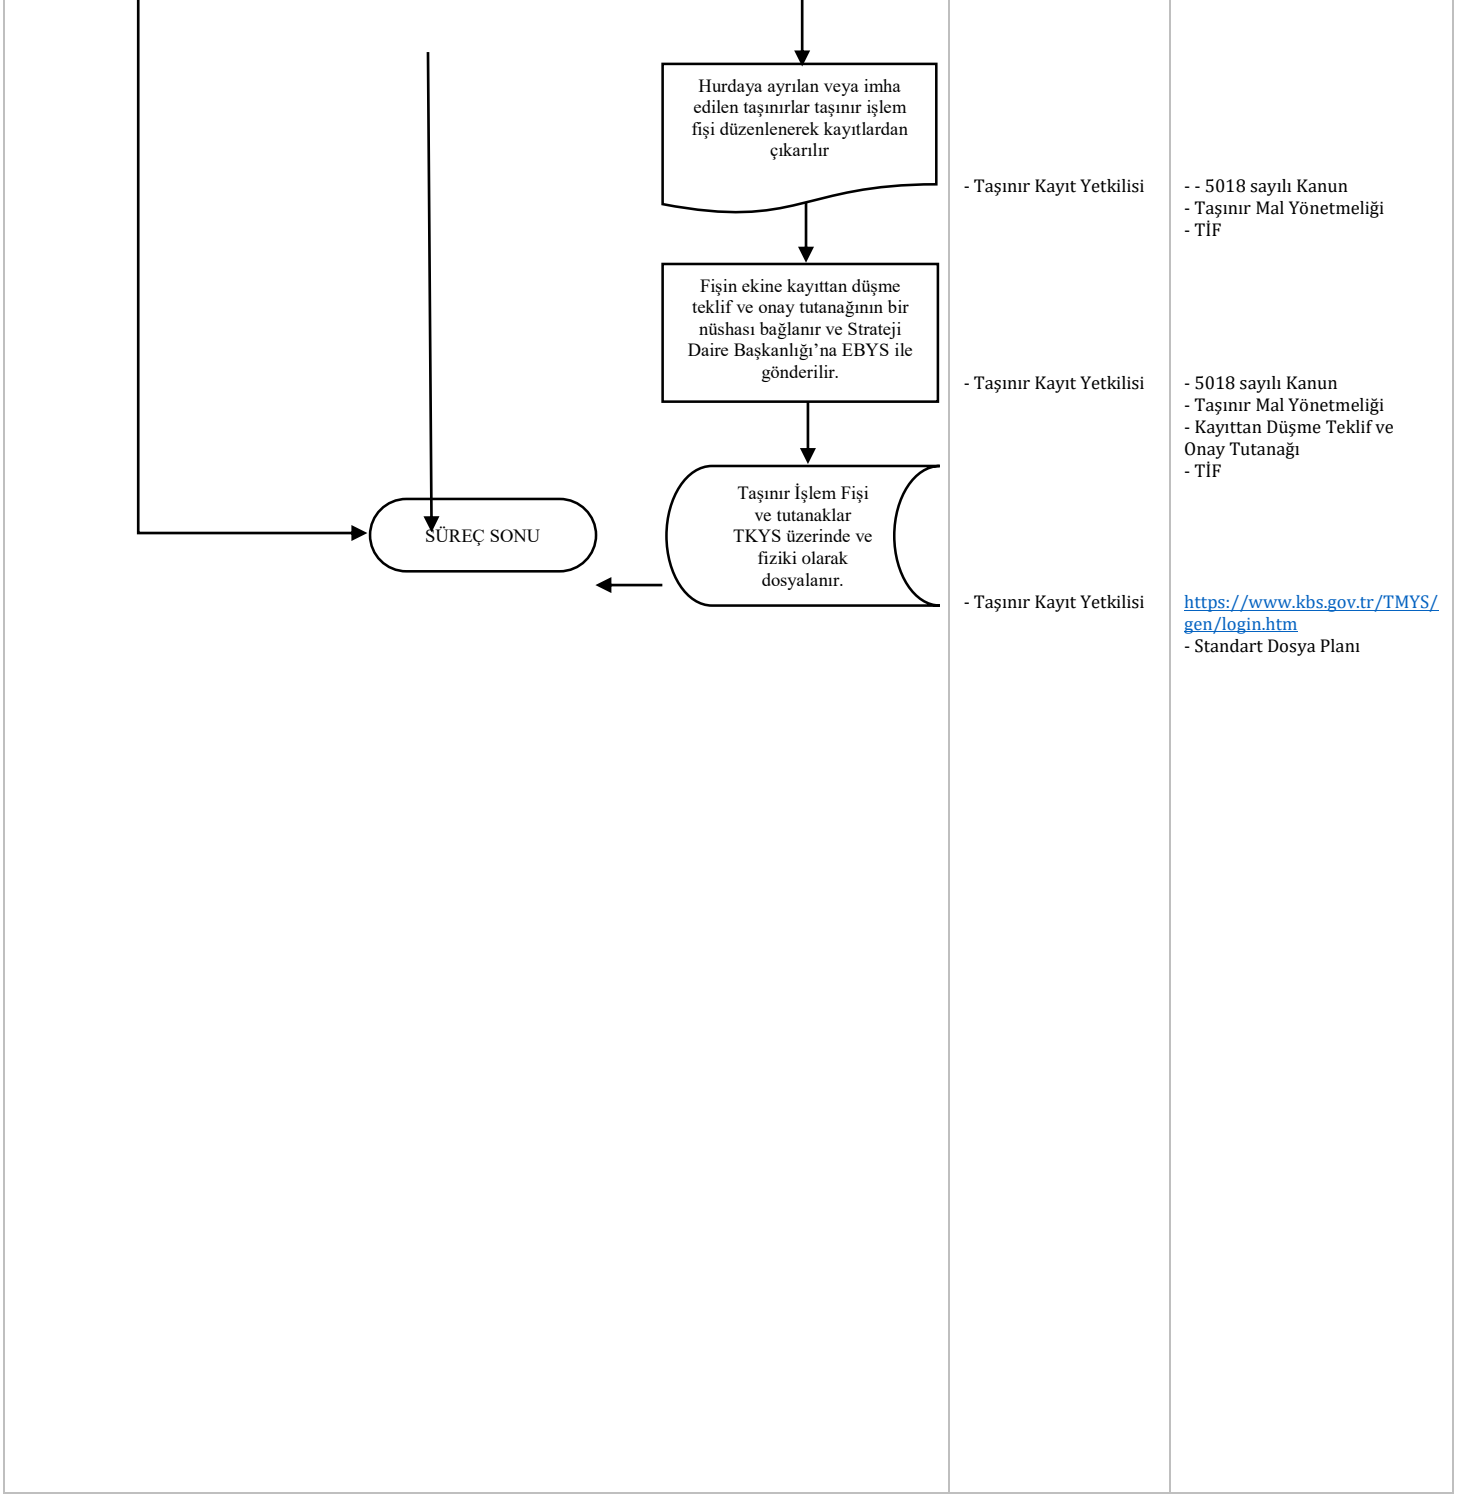 Hurdaya ayrılan veya imha
edilen taşınırlar taşınır işlem
fişi düzenlenerek kayıtlardan
çıkarılır
- Taşınır Kayıt Yetkilisi
- - 5018 sayılı Kanun
- Taşınır Mal Yönetmeliği
- TİF
Fişin ekine kayıttan düşme
teklif ve onay tutanağının bir
nüshası bağlanır ve Strateji
Daire Başkanlığı’na EBYS ile
gönderilir.
- Taşınır Kayıt Yetkilisi
- 5018 sayılı Kanun
- Taşınır Mal Yönetmeliği
- Kayıttan Düşme Teklif ve
Onay Tutanağı
- TİF
Taşınır İşlem Fişi
ve tutanaklar
TKYS üzerinde ve
fiziki olarak
dosyalanır.
SÜREÇ SONU
- Taşınır Kayıt Yetkilisi
https://www.kbs.gov.tr/TMYS/
gen/login.htm
- Standart Dosya Planı